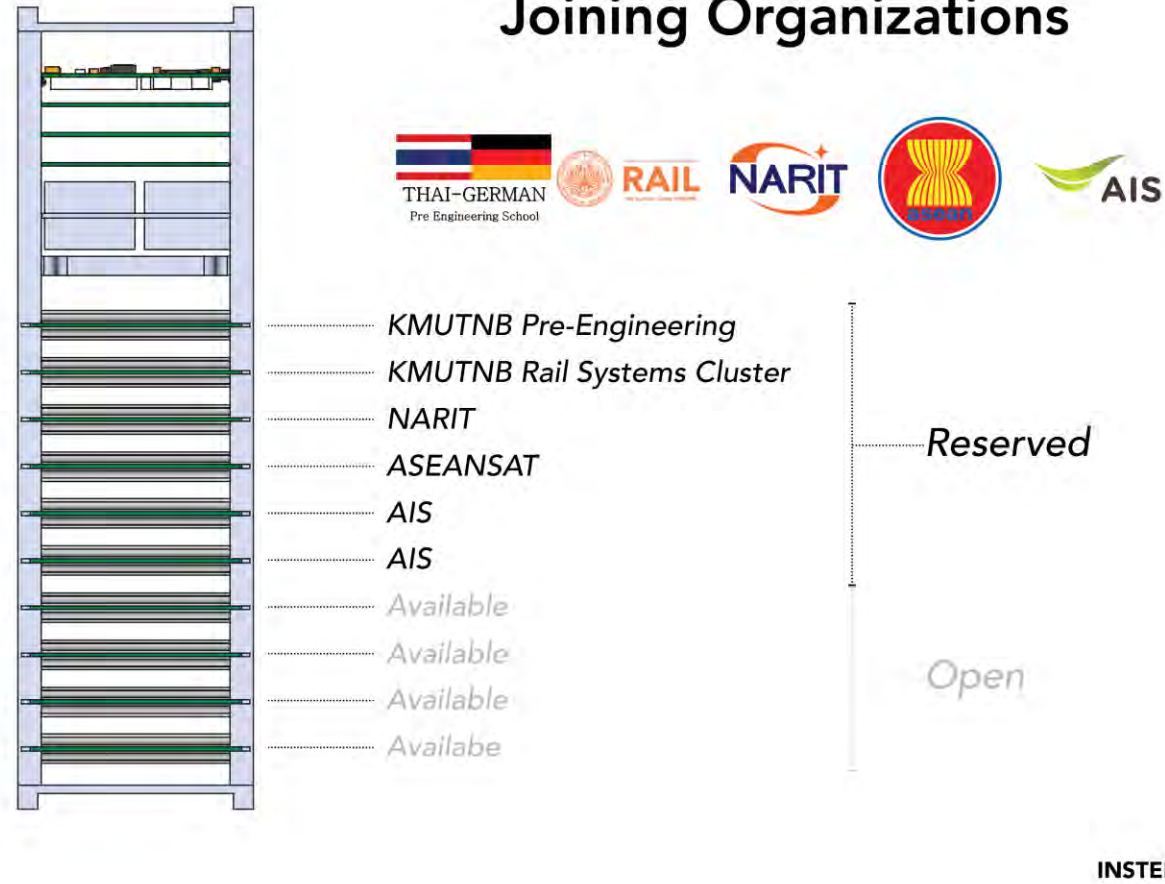 Joining Organizations
THAI-GERMAN
Pre Engineering School
RAIL
NARIT
asean
AIS
KMUTNB Pre-Engineering
KMUTNB Rail Systems Cluster
NARIT
ASEANSAT
AIS
AIS
Available
Available
Available
Availabe
Reserved
Open